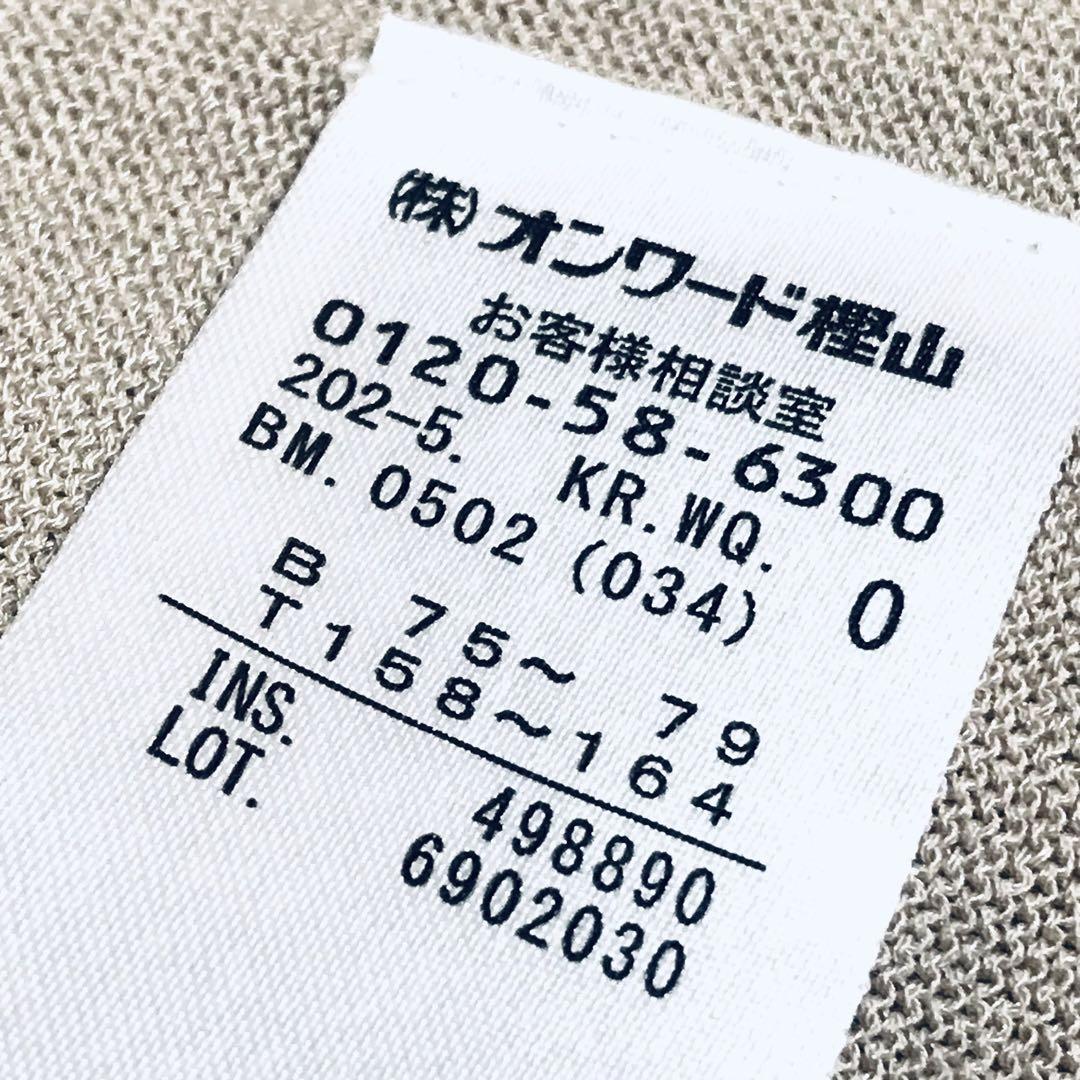 ㈱オンワード樫山
お客様相談室
0120-58-6300
202-5. KR.WQ.
BM.0502 (034) 0
B 75～ 79
T158～164
INS. 498890
LOT. 6902030